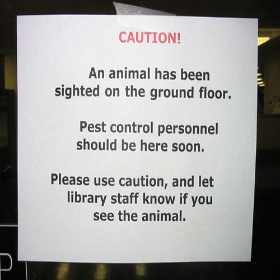 CAUTION!
An animal has been
sighted on the ground floor.
Pest control personnel
should be here soon.
Please use caution, and let
library staff know if you
see the animal.